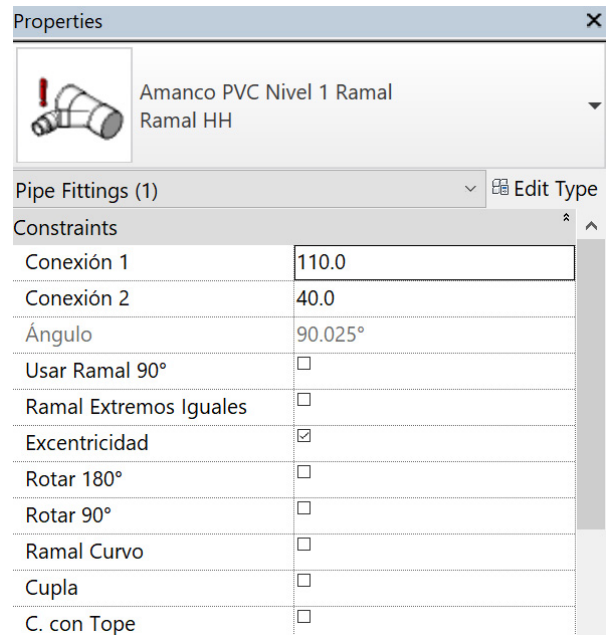 Properties
Amanco PVC Nivel 1 Ramal
Ramal HH
Pipe Fittings (1)
Edit Type
Constraints
Conexión 1 110.0
Conexión 2 40.0
Ángulo 90.025°
Usar Ramal 90°
Ramal Extremos Iguales
Excentricidad
Rotar 180°
Rotar 90°
Ramal Curvo
Cupla
C. con Tope